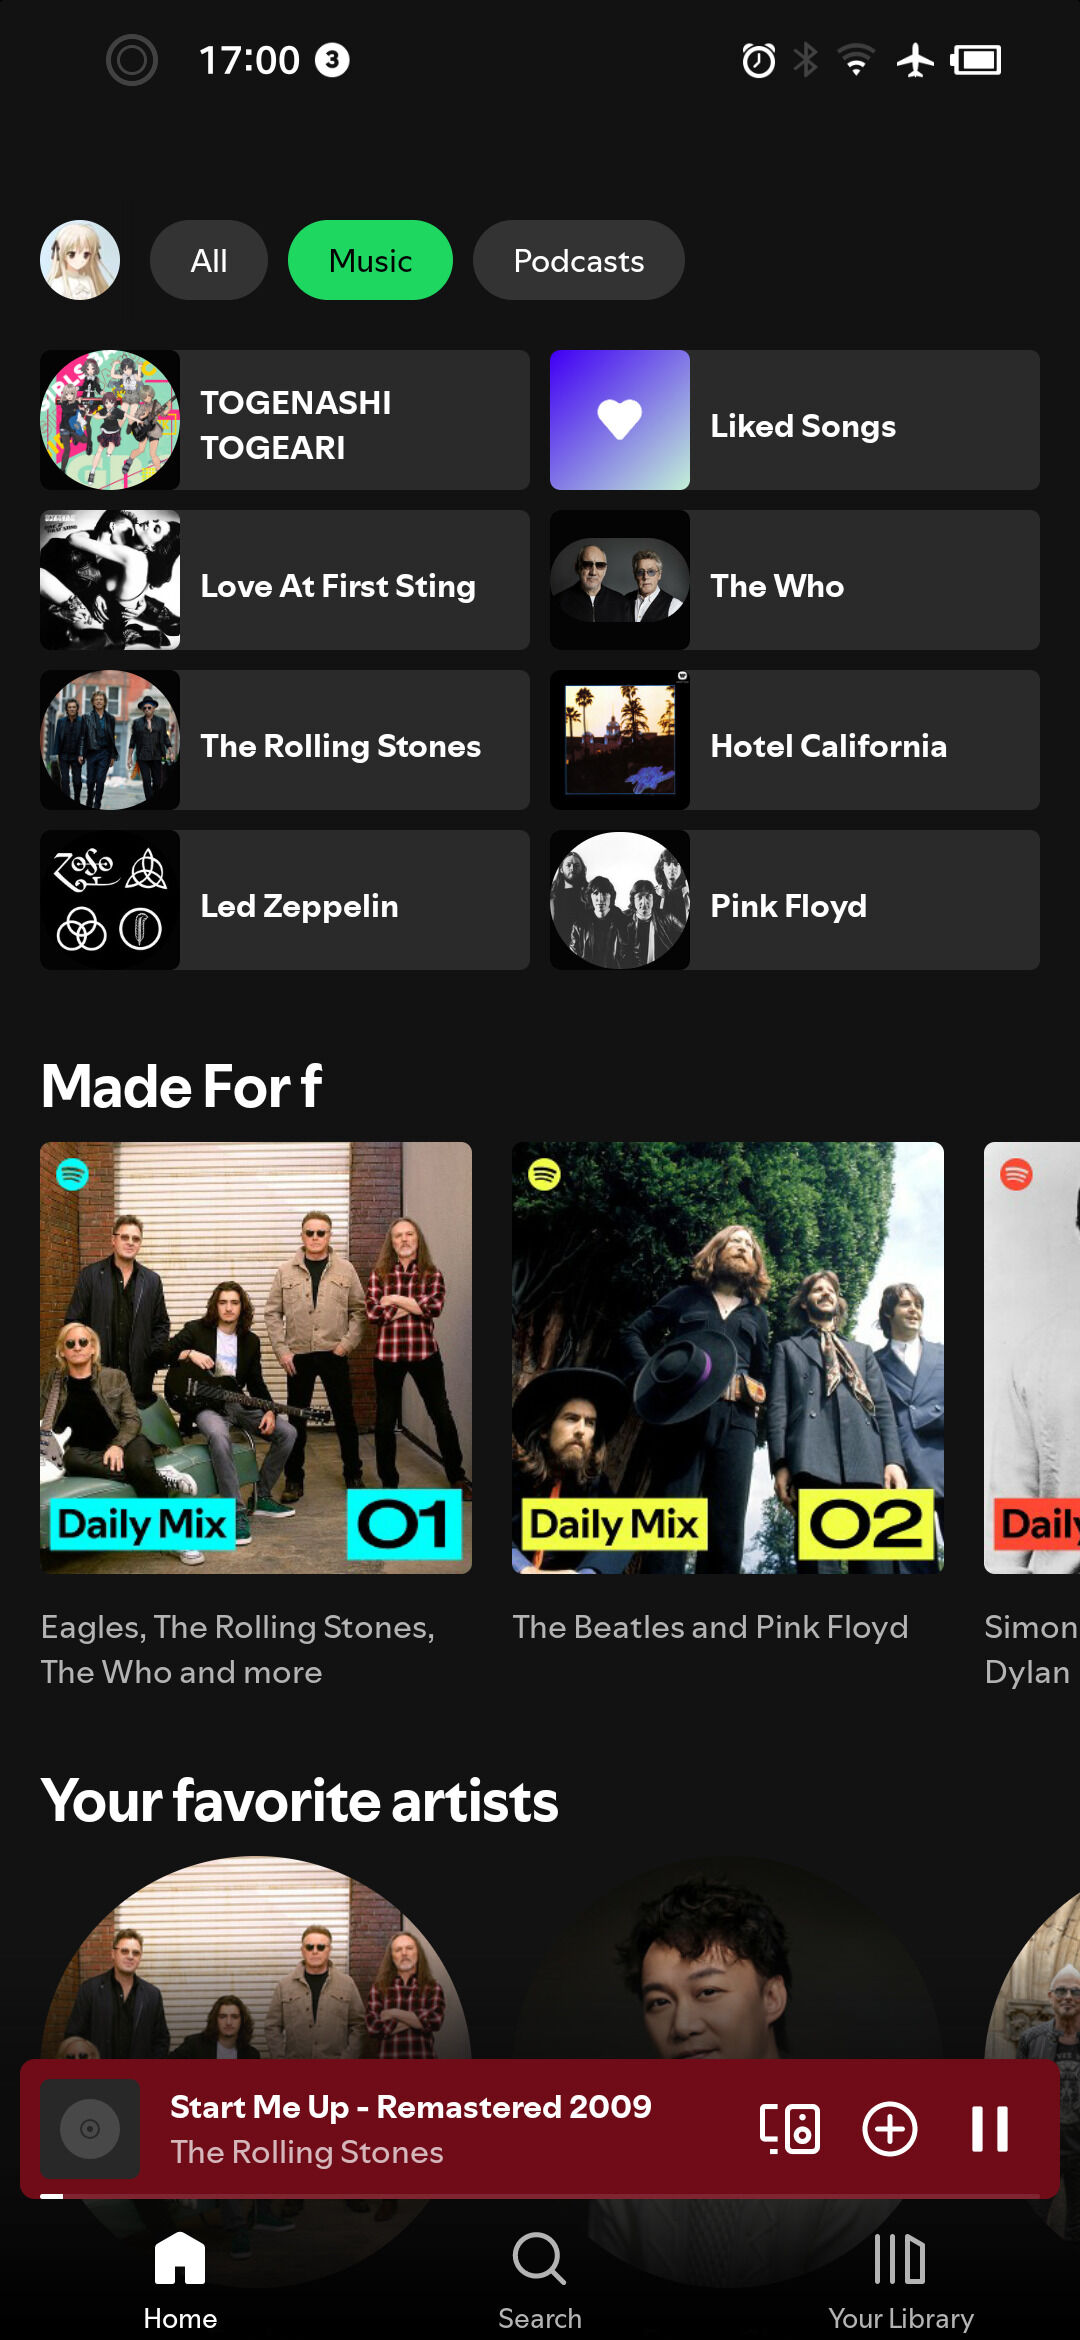 17:00 3
All Music Podcasts
TOGENASHI
TOGEARI
Liked Songs
Love At First Sting
The Who
The Rolling Stones
Hotel California
Led Zeppelin
Pink Floyd
Made For f
Daily Mix 01
Daily Mix 02
Daily
Eagles, The Rolling Stones,
The Who and more
The Beatles and Pink Floyd
Simon
Dylan
Your favorite artists
Start Me Up - Remastered 2009
The Rolling Stones
Home Search Your Library